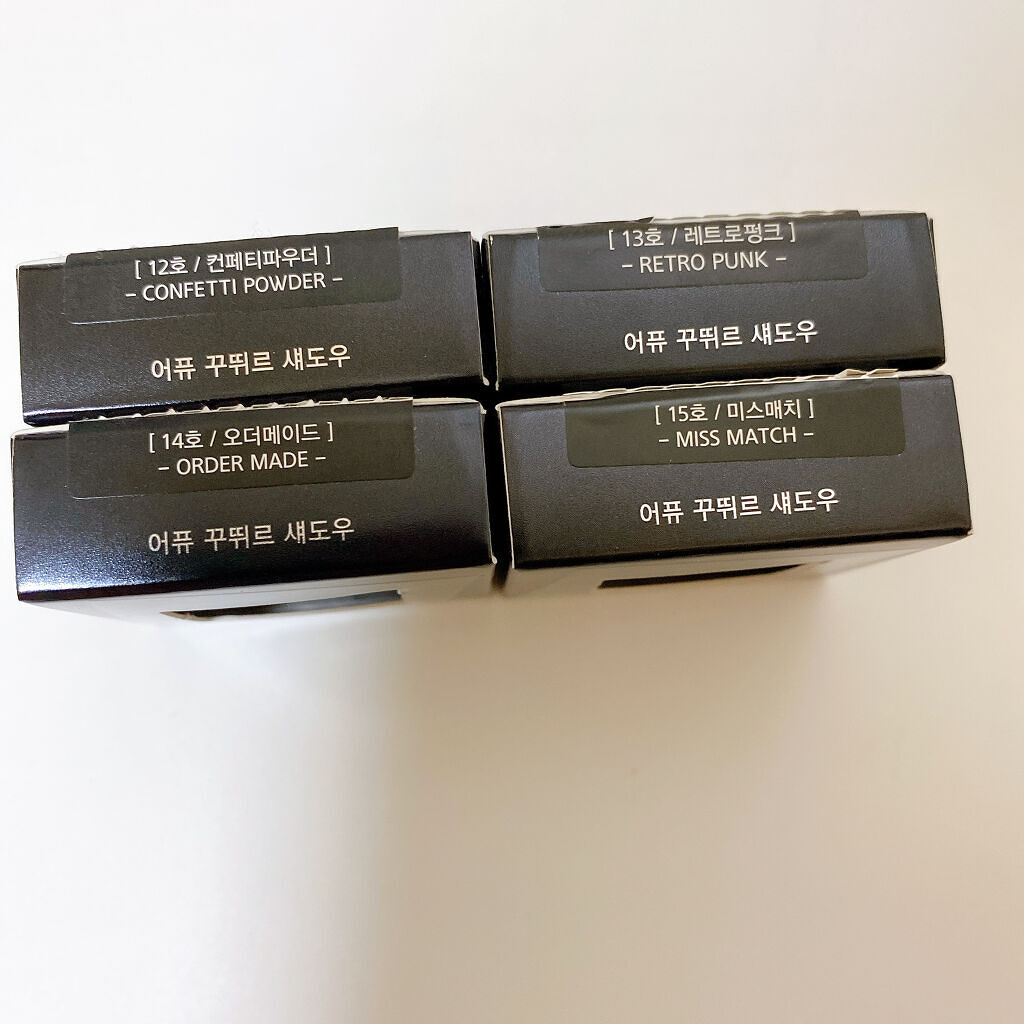 [ 12호 / 컨페티파우더 ]
– CONFETTI POWDER –
어퓨 꾸뛰르 섀도우
[ 13호 / 레트로펑크 ]
– RETRO PUNK –
어퓨 꾸뛰르 섀도우
[ 14호 / 오더메이드 ]
– ORDER MADE –
어퓨 꾸뛰르 섀도우
[ 15호 / 미스매치 ]
– MISS MATCH –
어퓨 꾸뛰르 섀도우